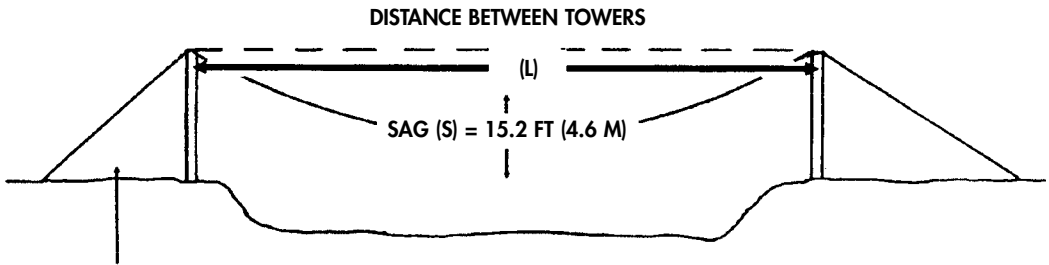 DISTANCE BETWEEN TOWERS
(L)
SAG (S) = 15.2 FT (4.6 M)